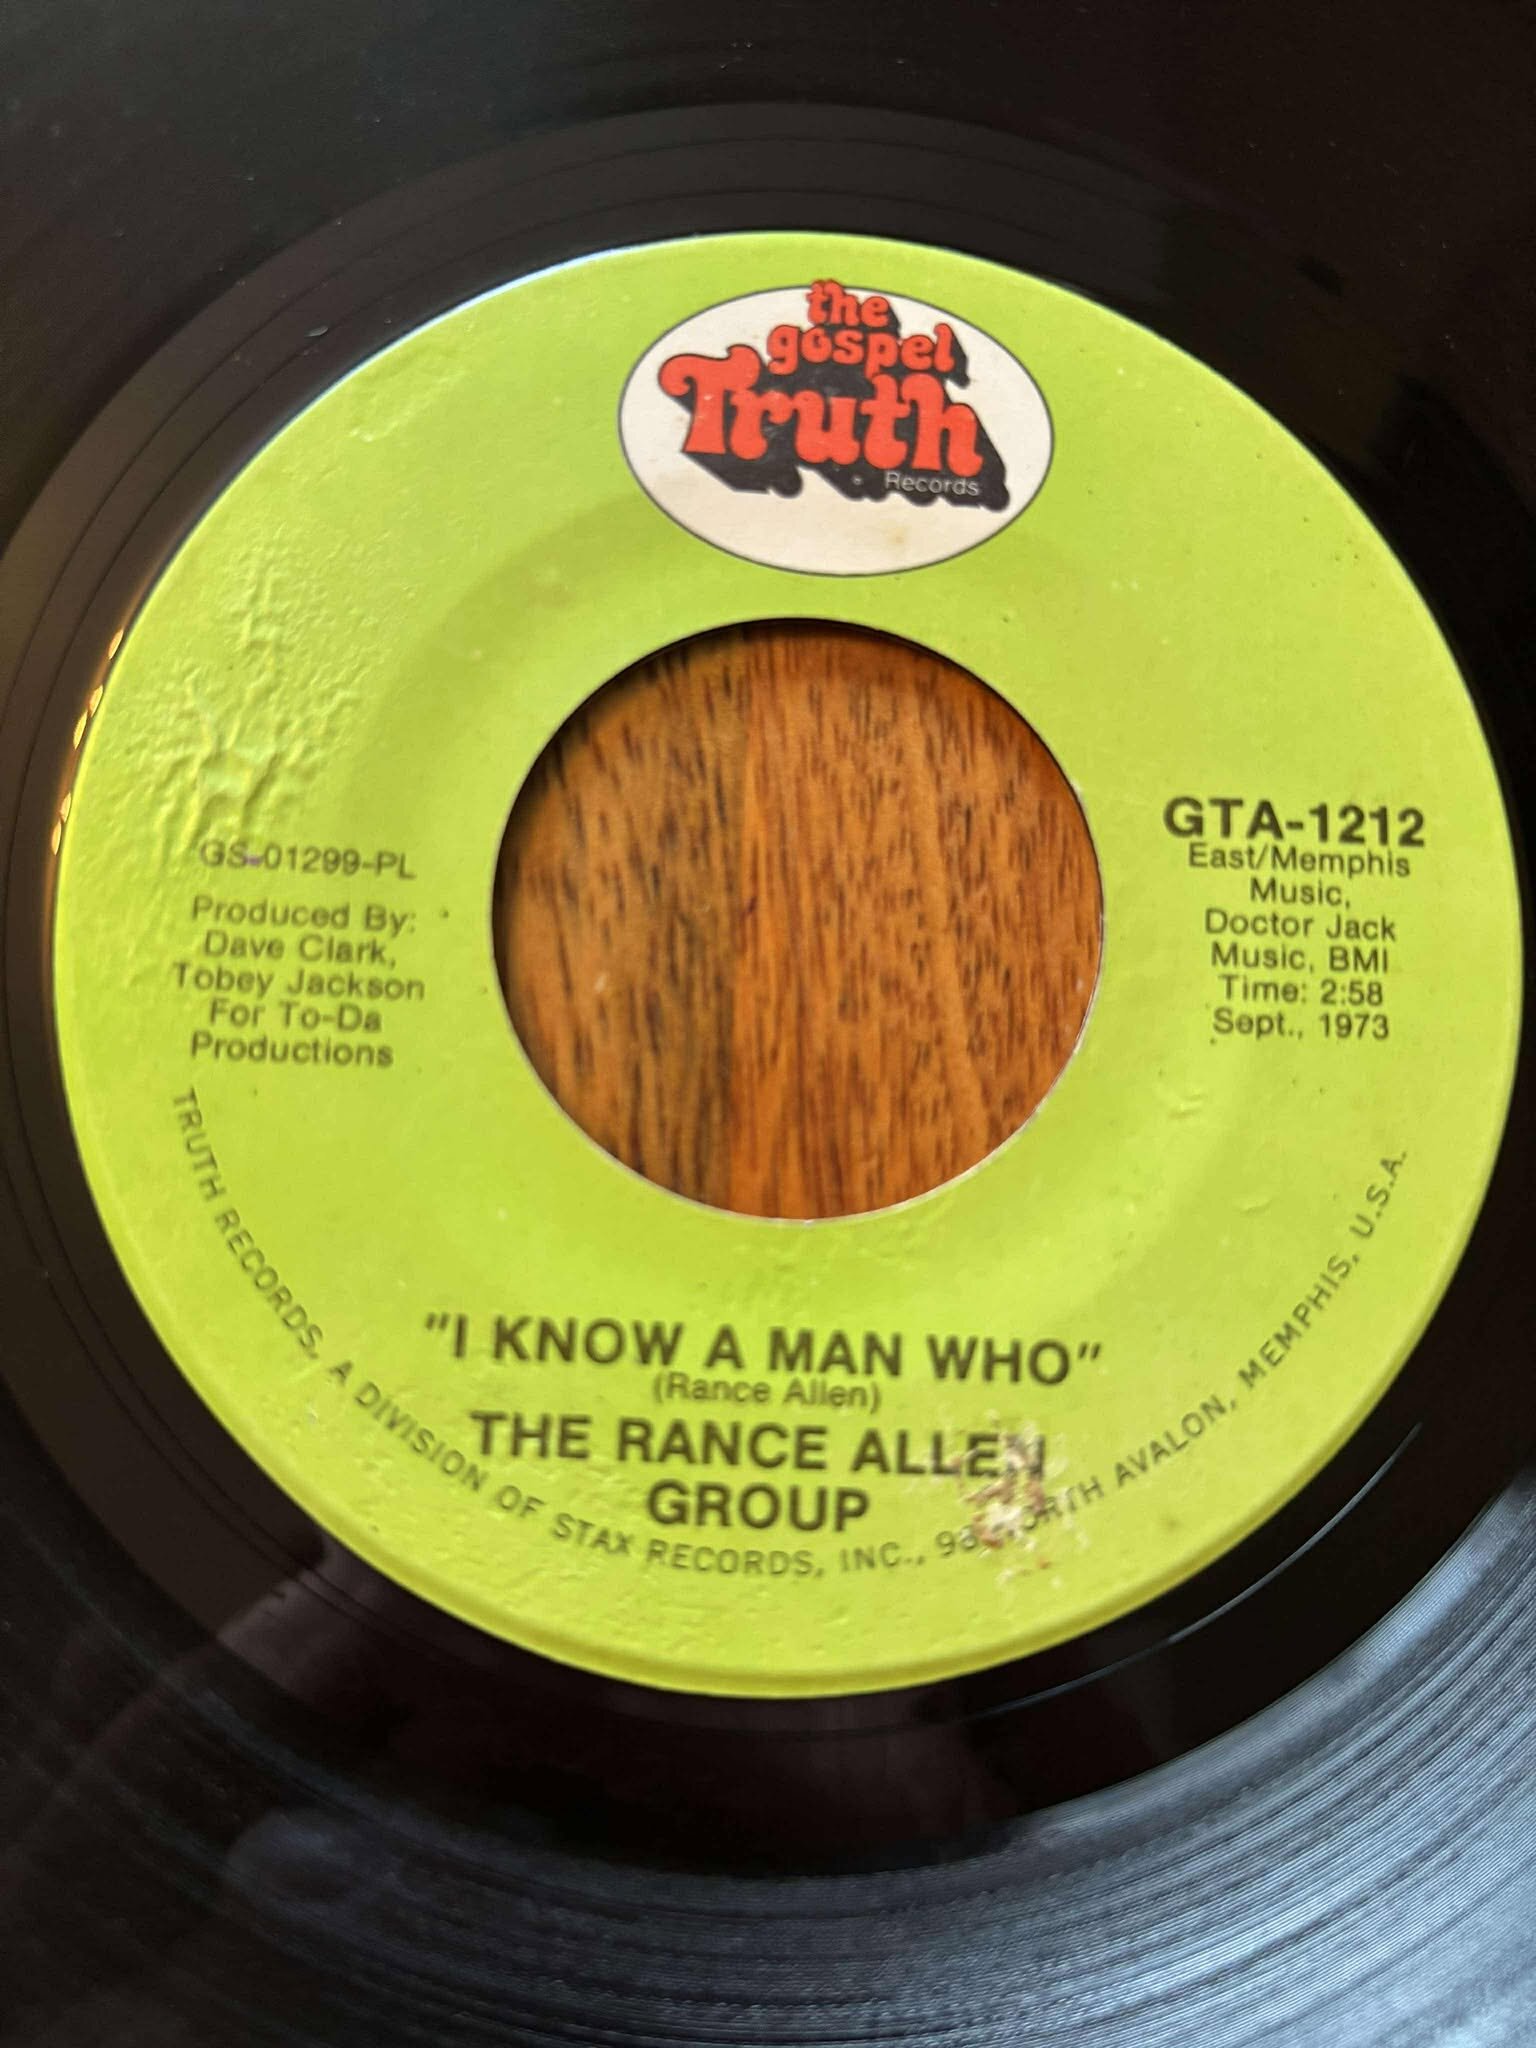 the
gospel
Truth
Records
GS-01299-PL
Produced By:
Dave Clark,
Tobey Jackson
For To-Da
Productions
GTA-1212
East/Memphis
Music,
Doctor Jack
Music, BMI
Time: 2:58
Sept., 1973
"I KNOW A MAN WHO"
(Rance Allen)
THE RANCE ALLEN
GROUP
TRUTH RECORDS, A DIVISION OF STAX RECORDS, INC., NORTH AVALON, MEMPHIS, U.S.A.